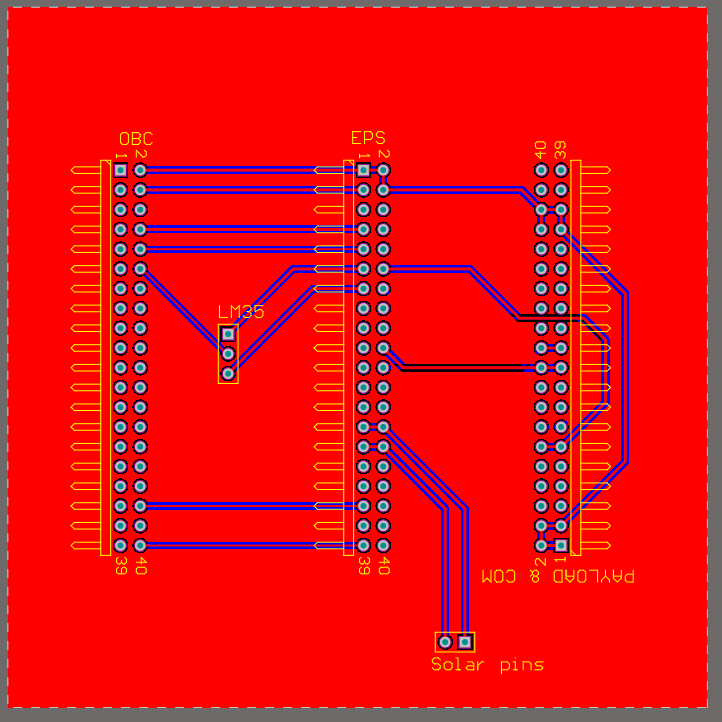 OBC
EPS
1 2
1 2
40 39
LM35
39 40
39 40
2 1
PAYLOAD & COM
Solar pins